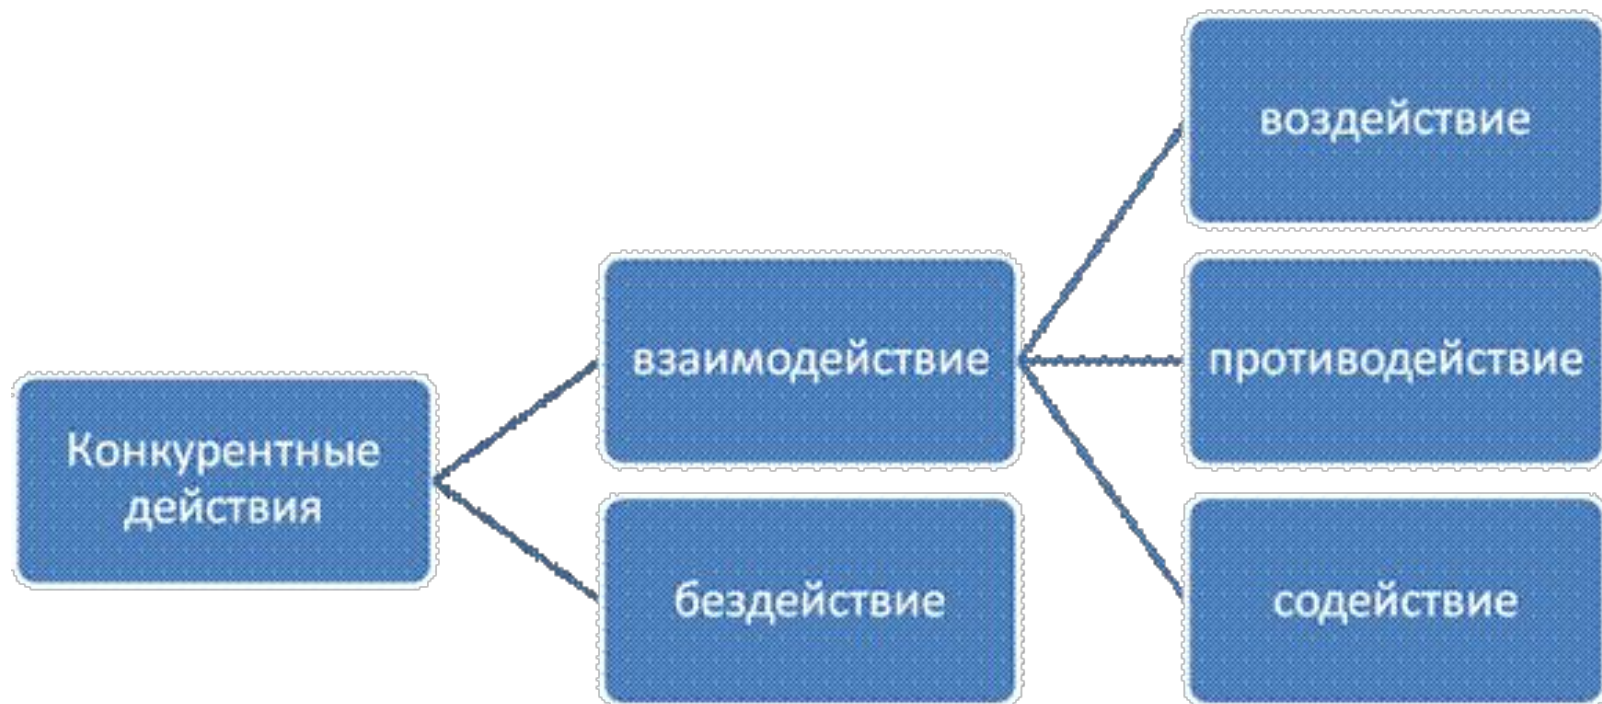 Конкурентные
действия
взаимодействие
бездействие
воздействие
противодействие
содействие